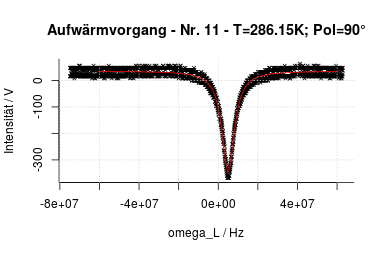 Aufwärmvorgang - Nr. 11 - T=286.15K; Pol=90°
Intensität / V
0
-100
-300
-8e+07
-4e+07
0e+00
4e+07
omega_L / Hz